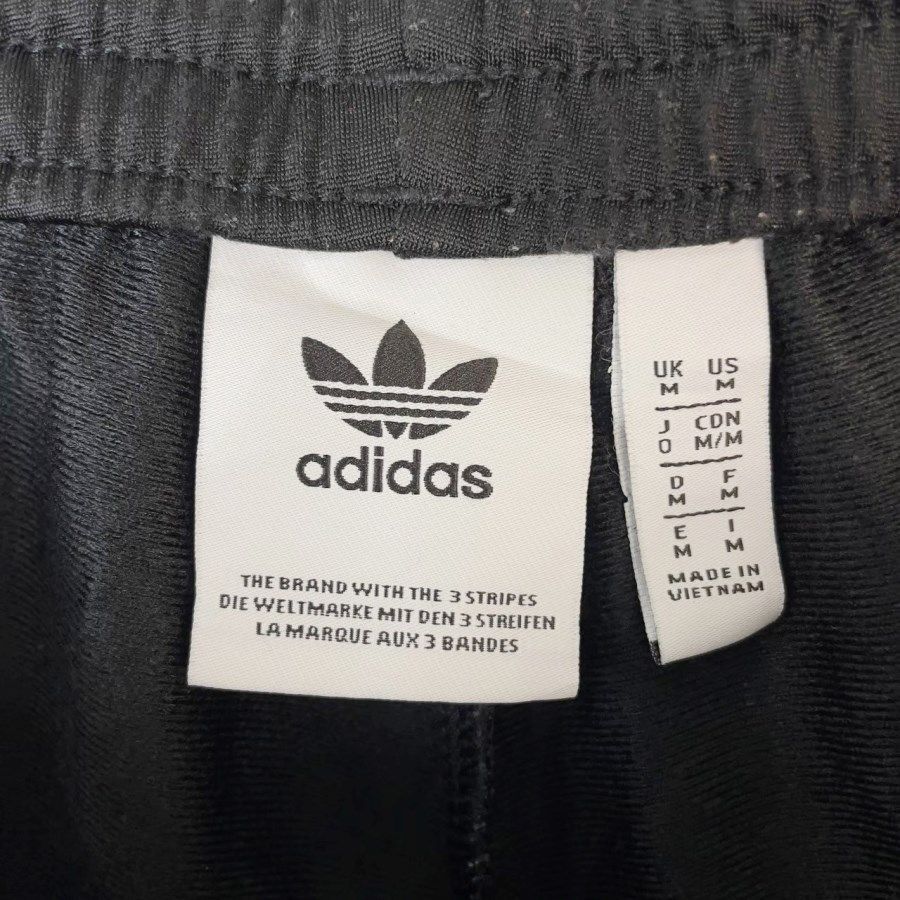 adidas
THE BRAND WITH THE 3 STRIPES
DIE WELTMARKE MIT DEN 3 STREIFEN
LA MARQUE AUX 3 BANDES
UK US
M M
J CDN
O M/M
D F
M M
E I
M M
MADE IN
VIETNAM